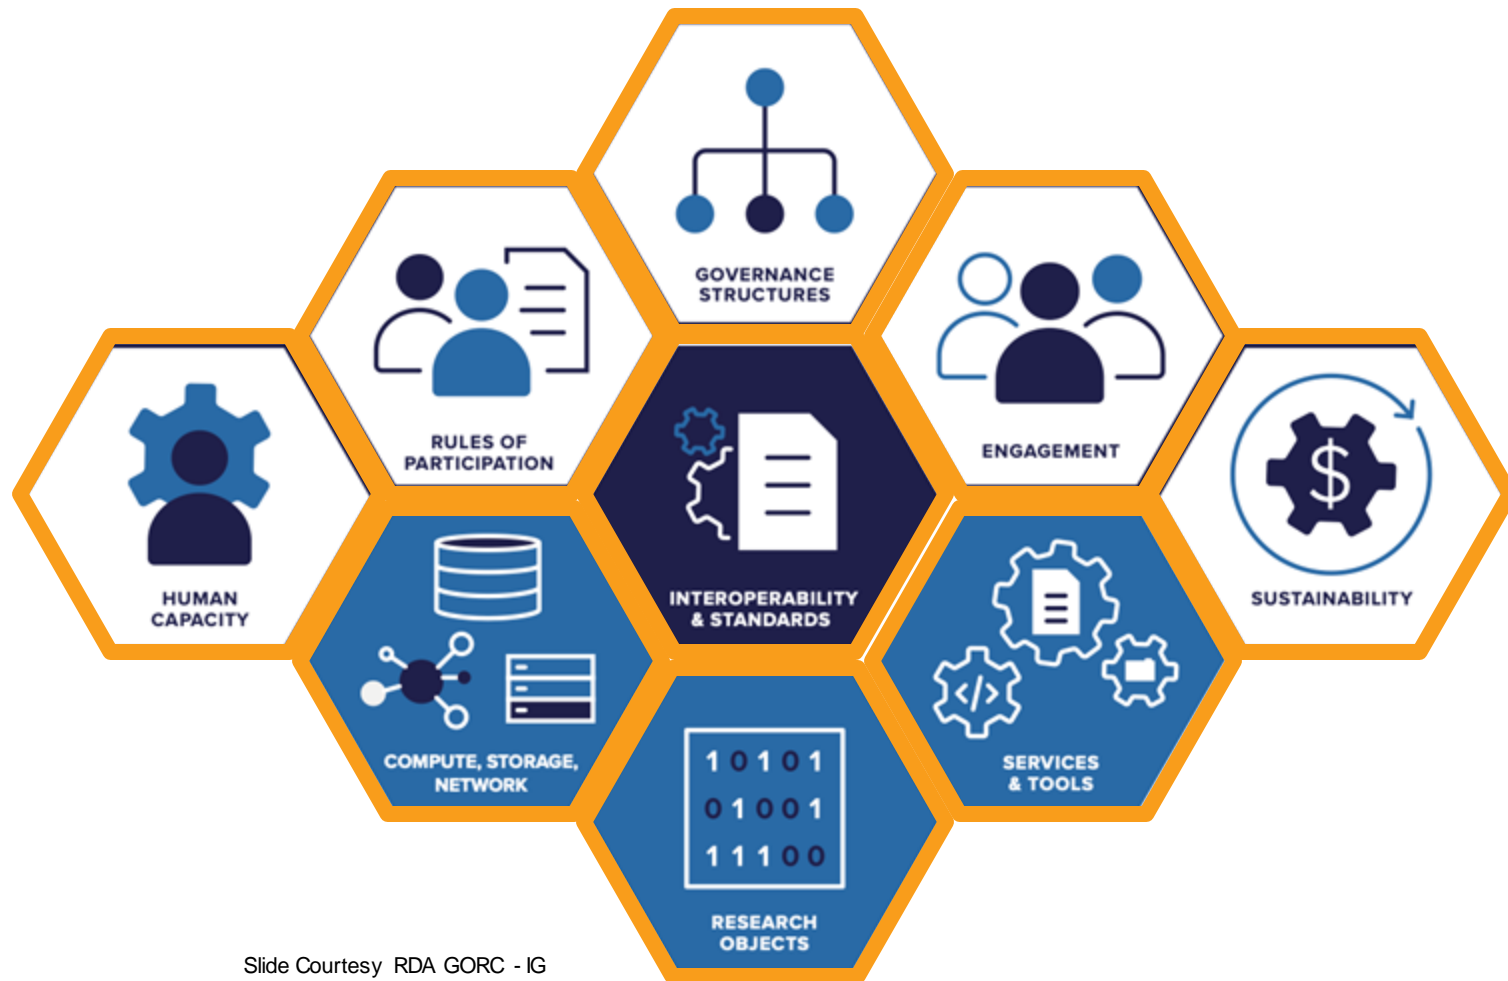 GOVERNANCE
STRUCTURES
RULES OF
PARTICIPATION
ENGAGEMENT
HUMAN
CAPACITY
INTEROPERABILITY
& STANDARDS
$
SUSTAINABILITY
COMPUTE, STORAGE,
NETWORK
</>
SERVICES
& TOOLS
1 0 1 0 1
0 1 0 0 1
1 1 1 0 0
RESEARCH
OBJECTS
Slide Courtesy RDA GORC - IG